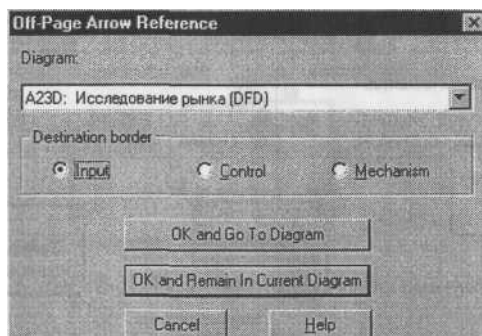 Off-Page Arrow Reference
Diagram:
A23D: Исследование рынка (DFD)
Destination border
Input Control Mechanism
OK and Go To Diagram
OK and Remain In Current Diagram
Cancel Help